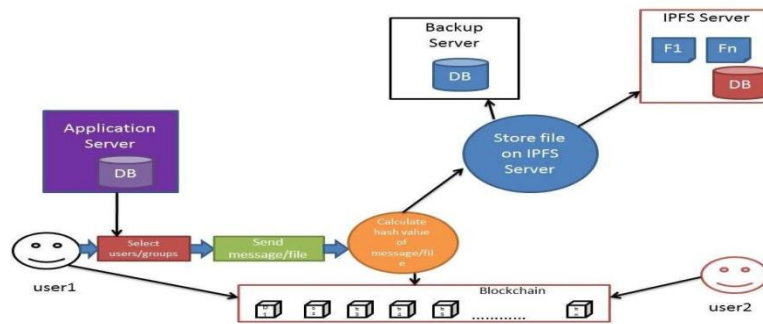 Backup
Server
DB
IPFS Server
F1
Fn
DB
Application
Server
DB
Store file
on IPFS
Server
Select
users/groups
Send
message/file
Calculate
hash value
of
message/fil
e
user1
Blockchain
............
user2